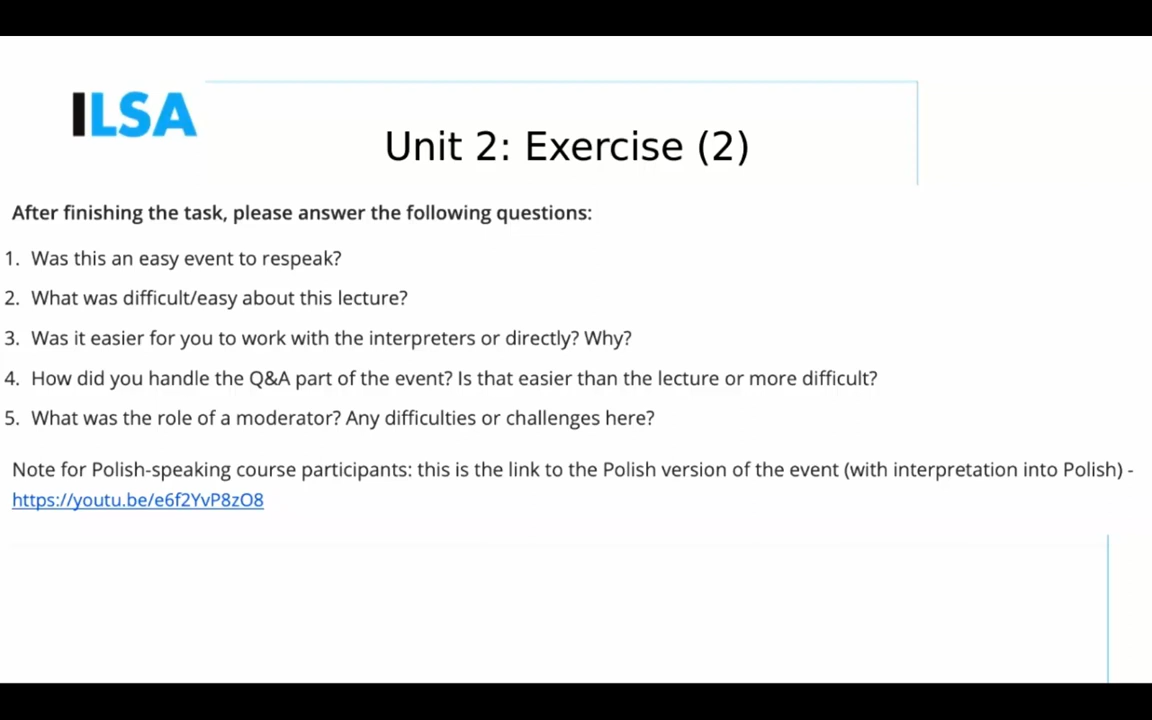 ILSA
Unit 2: Exercise (2)
After finishing the task, please answer the following questions:
1. Was this an easy event to respeak?
2. What was difficult/easy about this lecture?
3. Was it easier for you to work with the interpreters or directly? Why?
4. How did you handle the Q&A part of the event? Is that easier than the lecture or more difficult?
5. What was the role of a moderator? Any difficulties or challenges here?
Note for Polish-speaking course participants: this is the link to the Polish version of the event (with interpretation into Polish) -
https://youtu.be/e6f2YvP8zO8